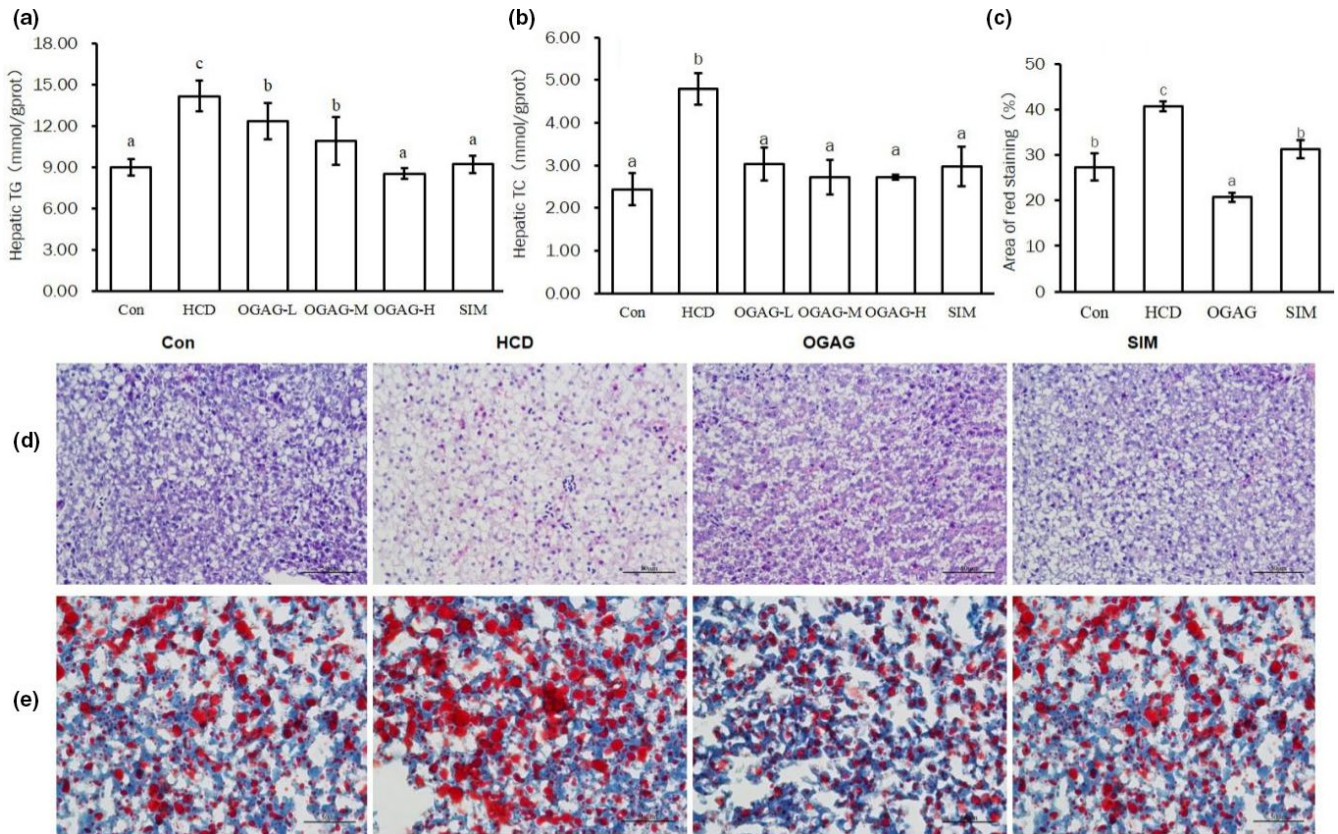 (a)
Hepatic TG (mmol/gprot)
18.00
15.00
12.00
9.00
6.00
3.00
0.00
a
c
b
b
a
a
Con
HCD
OGAG-L
OGAG-M
OGAG-H
SIM
(b)
Hepatic TC (mmol/gprot)
6.00
5.00
4.00
3.00
2.00
1.00
0.00
a
b
a
a
a
a
Con
HCD
OGAG-L
OGAG-M
OGAG-H
SIM
(c)
Area of red staining (%)
50
40
30
20
10
0
b
c
a
b
Con
HCD
OGAG
SIM
Con
HCD
OGAG
SIM
(d)
(e)